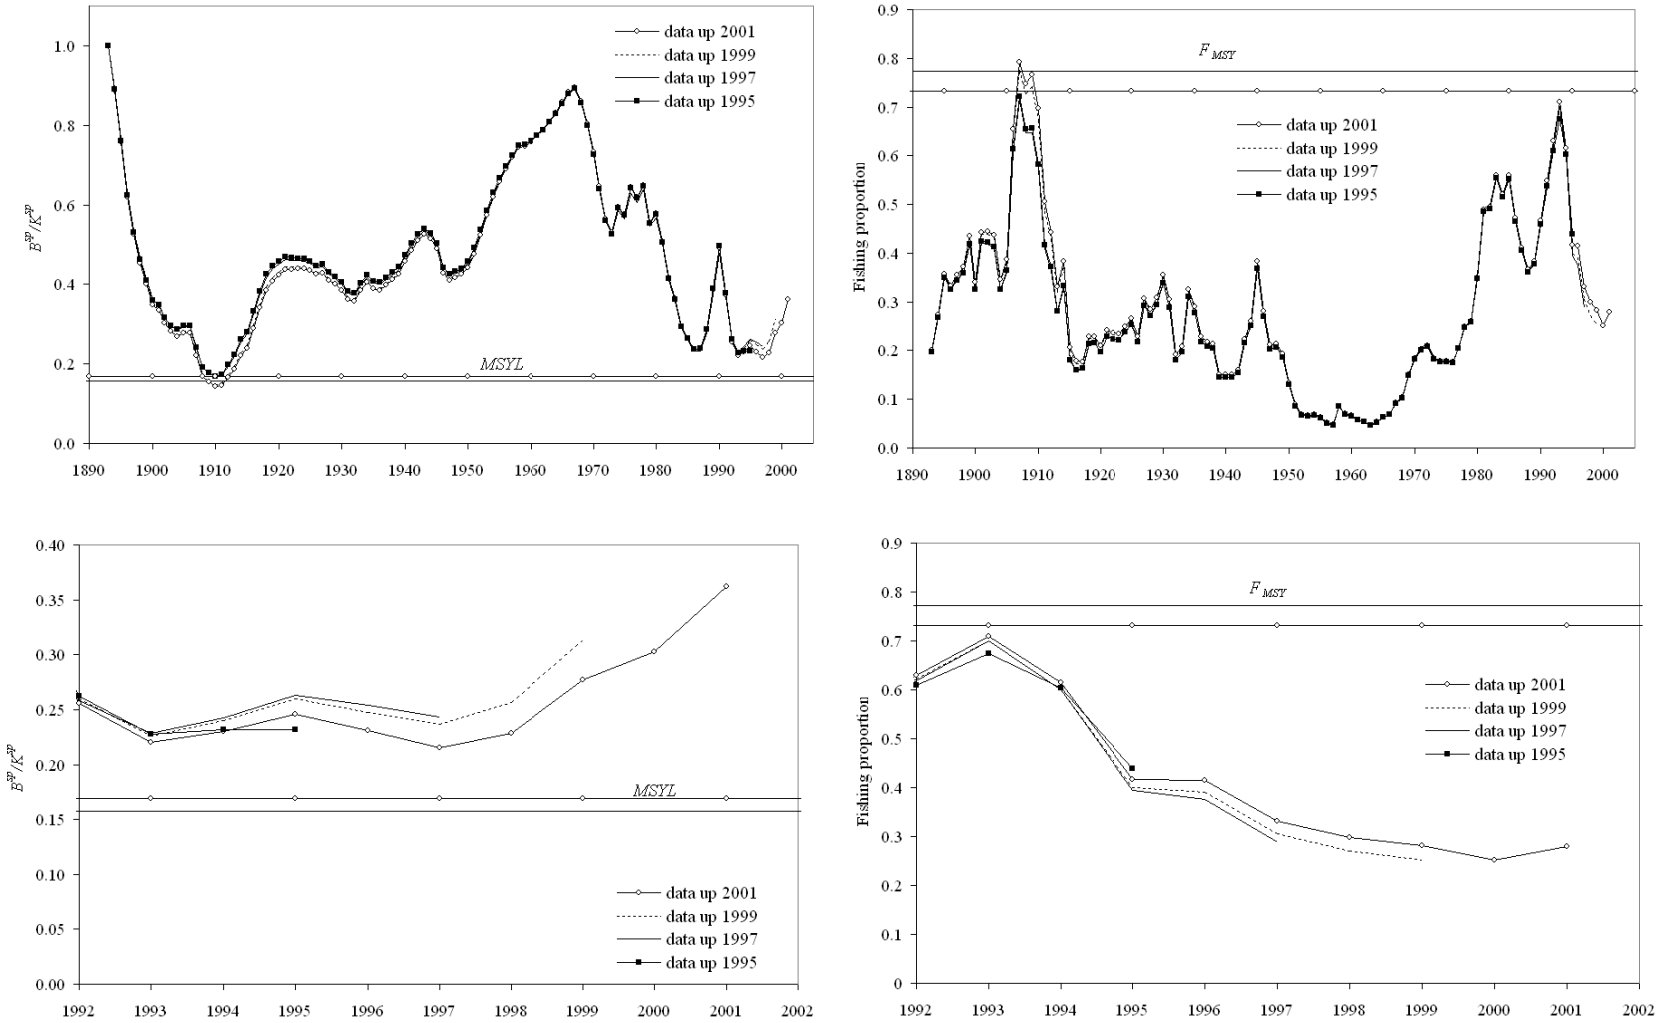 1.0
0.8
0.6
0.4
0.2
0.0
B^sp/K^sp
data up 2001
data up 1999
data up 1997
data up 1995
MSYL
1890 1900 1910 1920 1930 1940 1950 1960 1970 1980 1990 2000
0.9
0.8
0.7
0.6
0.5
0.4
0.3
0.2
0.1
0.0
Fishing proportion
F MSY
data up 2001
data up 1999
data up 1997
data up 1995
1890 1900 1910 1920 1930 1940 1950 1960 1970 1980 1990 2000
0.40
0.35
0.30
0.25
0.20
0.15
0.10
0.05
0.00
B^sp/K^sp
MSYL
data up 2001
data up 1999
data up 1997
data up 1995
1992 1993 1994 1995 1996 1997 1998 1999 2000 2001 2002
0.9
0.8
0.7
0.6
0.5
0.4
0.3
0.2
0.1
0
Fishing proportion
F MSY
data up 2001
data up 1999
data up 1997
data up 1995
1992 1993 1994 1995 1996 1997 1998 1999 2000 2001 2002